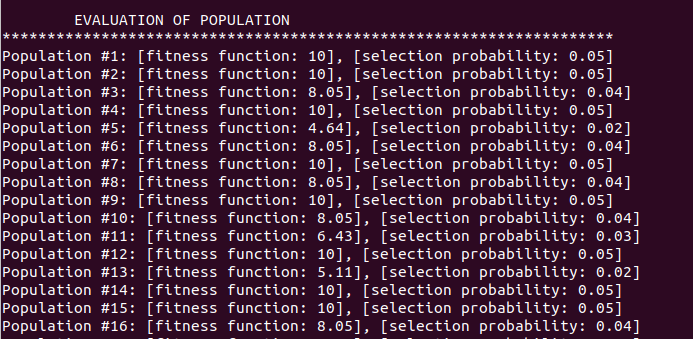 EVALUATION OF POPULATION
********************************************************************
Population #1: [fitness function: 10], [selection probability: 0.05]
Population #2: [fitness function: 10], [selection probability: 0.05]
Population #3: [fitness function: 8.05], [selection probability: 0.04]
Population #4: [fitness function: 10], [selection probability: 0.05]
Population #5: [fitness function: 4.64], [selection probability: 0.02]
Population #6: [fitness function: 8.05], [selection probability: 0.04]
Population #7: [fitness function: 10], [selection probability: 0.05]
Population #8: [fitness function: 8.05], [selection probability: 0.04]
Population #9: [fitness function: 10], [selection probability: 0.05]
Population #10: [fitness function: 8.05], [selection probability: 0.04]
Population #11: [fitness function: 6.43], [selection probability: 0.03]
Population #12: [fitness function: 10], [selection probability: 0.05]
Population #13: [fitness function: 5.11], [selection probability: 0.02]
Population #14: [fitness function: 10], [selection probability: 0.05]
Population #15: [fitness function: 10], [selection probability: 0.05]
Population #16: [fitness function: 8.05], [selection probability: 0.04]